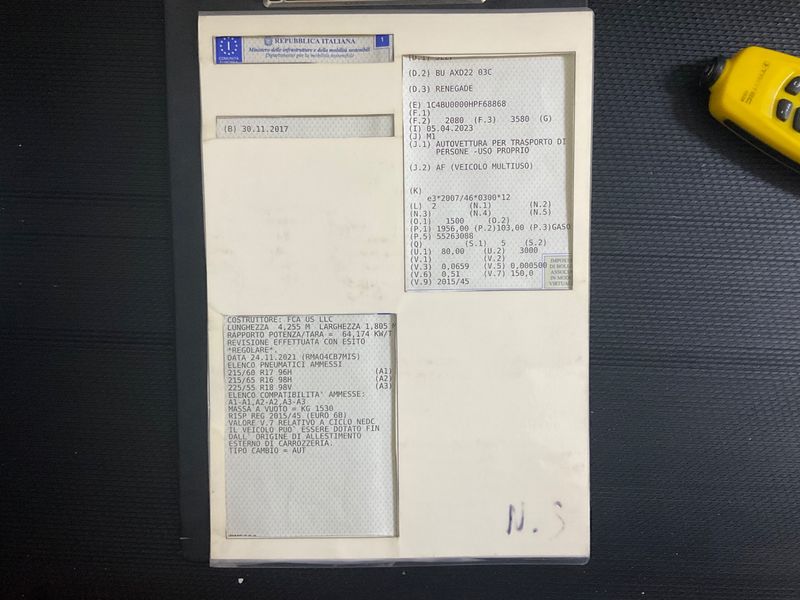 I
REPUBBLICA ITALIANA
1
Ministero delle infrastrutture e della mobilità sostenibili
Dipartimento per la mobilità sostenibile
(B) 30.11.2017
(D.2) BU AXD22 03C
(D.3) RENEGADE
(E) 1C4BU0000HPF68868
(F.1)
(F.2) 2080 (F.3) 3580 (G)
(I) 05.04.2023
(J) M1
(J.1) AUTOVETTURA PER TRASPORTO DI
PERSONE -USO PROPRIO
(J.2) AF (VEICOLO MULTIUSO)
(K)
e3*2007/46*0300*12
(L) 2 (N.1) (N.2)
(N.3) (N.4) (N.5)
(O.1) 1500 (O.2)
(P.1) 1956,00 (P.2)103,00 (P.3)GASO
(P.5) 55263088
(Q) (S.1) 5 (S.2)
(U.1) 80,00 (U.2) 3000
(V.1) (V.2)
(V.3) 0,0659 (V.5) 0,000500
(V.6) 0,51 (V.7) 150,0
(V.9) 2015/45
DI BOLLO
IN MODO
COSTRUTTORE: FCA US LLC
LUNGHEZZA 4,255 M LARGHEZZA 1,805 M
RAPPORTO POTENZA/TARA = 64,174 KW/T
REVISIONE EFFETTUATA CON ESITO
*REGOLARE*.
DATA 24.11.2021 (RMA04CB7MIS)
ELENCO PNEUMATICI AMMESSI
215/60 R17 96H (A1)
215/65 R16 98H (A2)
225/55 R18 98V (A3)
ELENCO COMPATIBILITA' AMMESSE:
A1-A1,A2-A2,A3-A3
MASSA A VUOTO = KG 1530
RISP REG 2015/45 (EURO 6B)
VALORE V.7 RELATIVO A CICLO NEDC
IL VEICOLO PUO' ESSERE DOTATO FIN
DALL' ORIGINE DI ALLESTIMENTO
ESTERNO DI CARROZZERIA.
TIPO CAMBIO = AUT
N.S